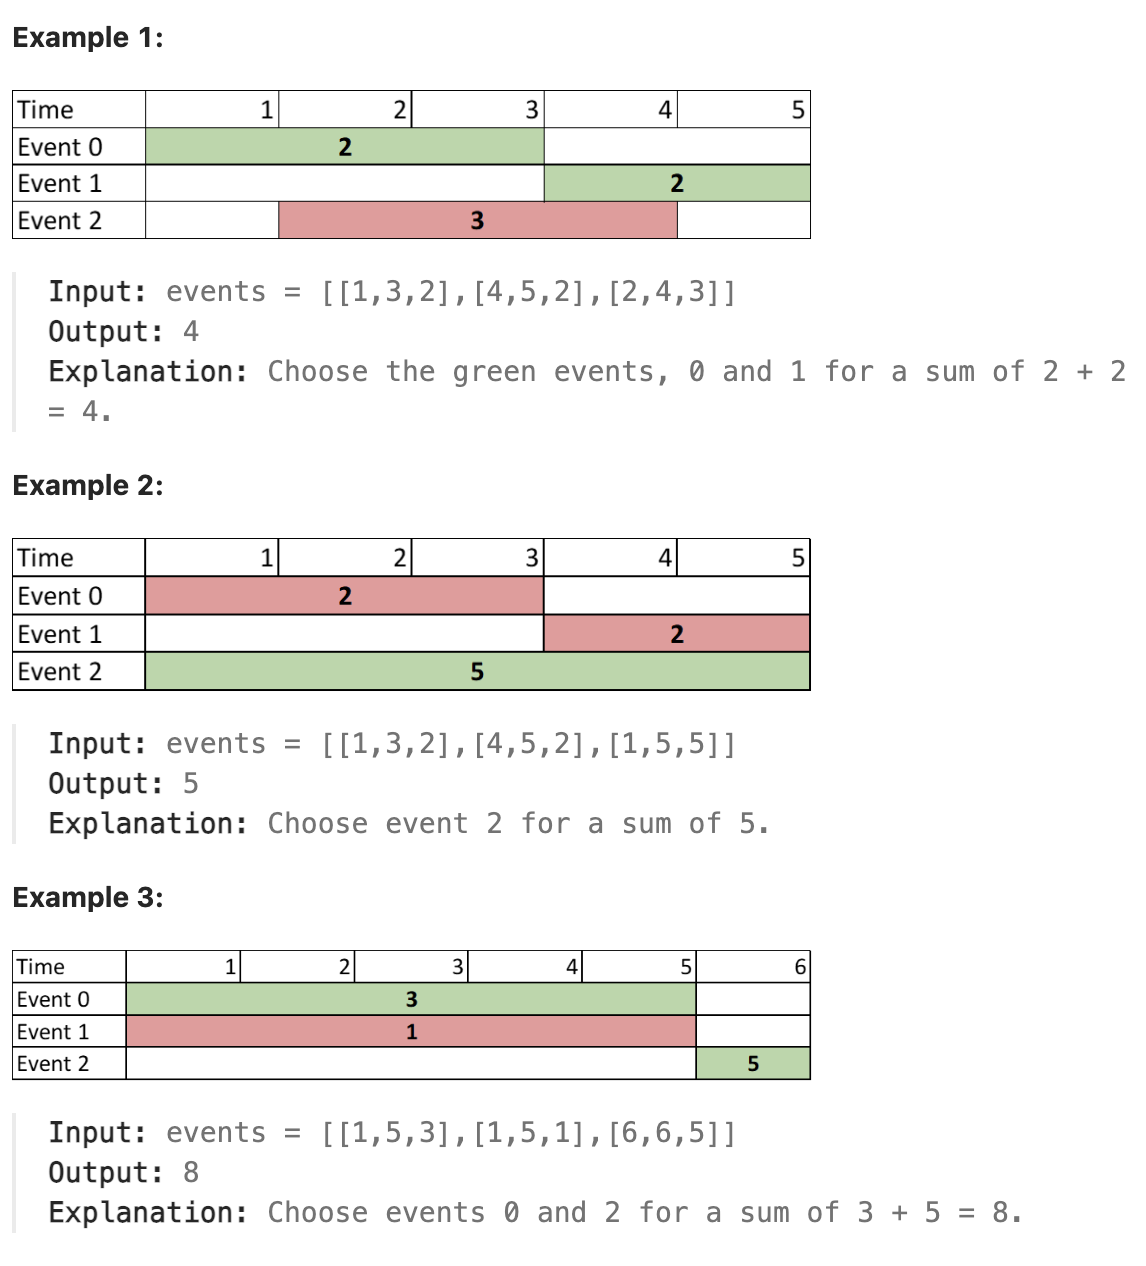 Example 1:
Time 1 2 3 4 5
Event 0 2
Event 1 2
Event 2 3
Input: events = [[1,3,2],[4,5,2],[2,4,3]]
Output: 4
Explanation: Choose the green events, 0 and 1 for a sum of 2 + 2
= 4.
Example 2:
Time 1 2 3 4 5
Event 0 2
Event 1 2
Event 2 5
Input: events = [[1,3,2],[4,5,2],[1,5,5]]
Output: 5
Explanation: Choose event 2 for a sum of 5.
Example 3:
Time 1 2 3 4 5 6
Event 0 3
Event 1 1
Event 2 5
Input: events = [[1,5,3],[1,5,1],[6,6,5]]
Output: 8
Explanation: Choose events 0 and 2 for a sum of 3 + 5 = 8.